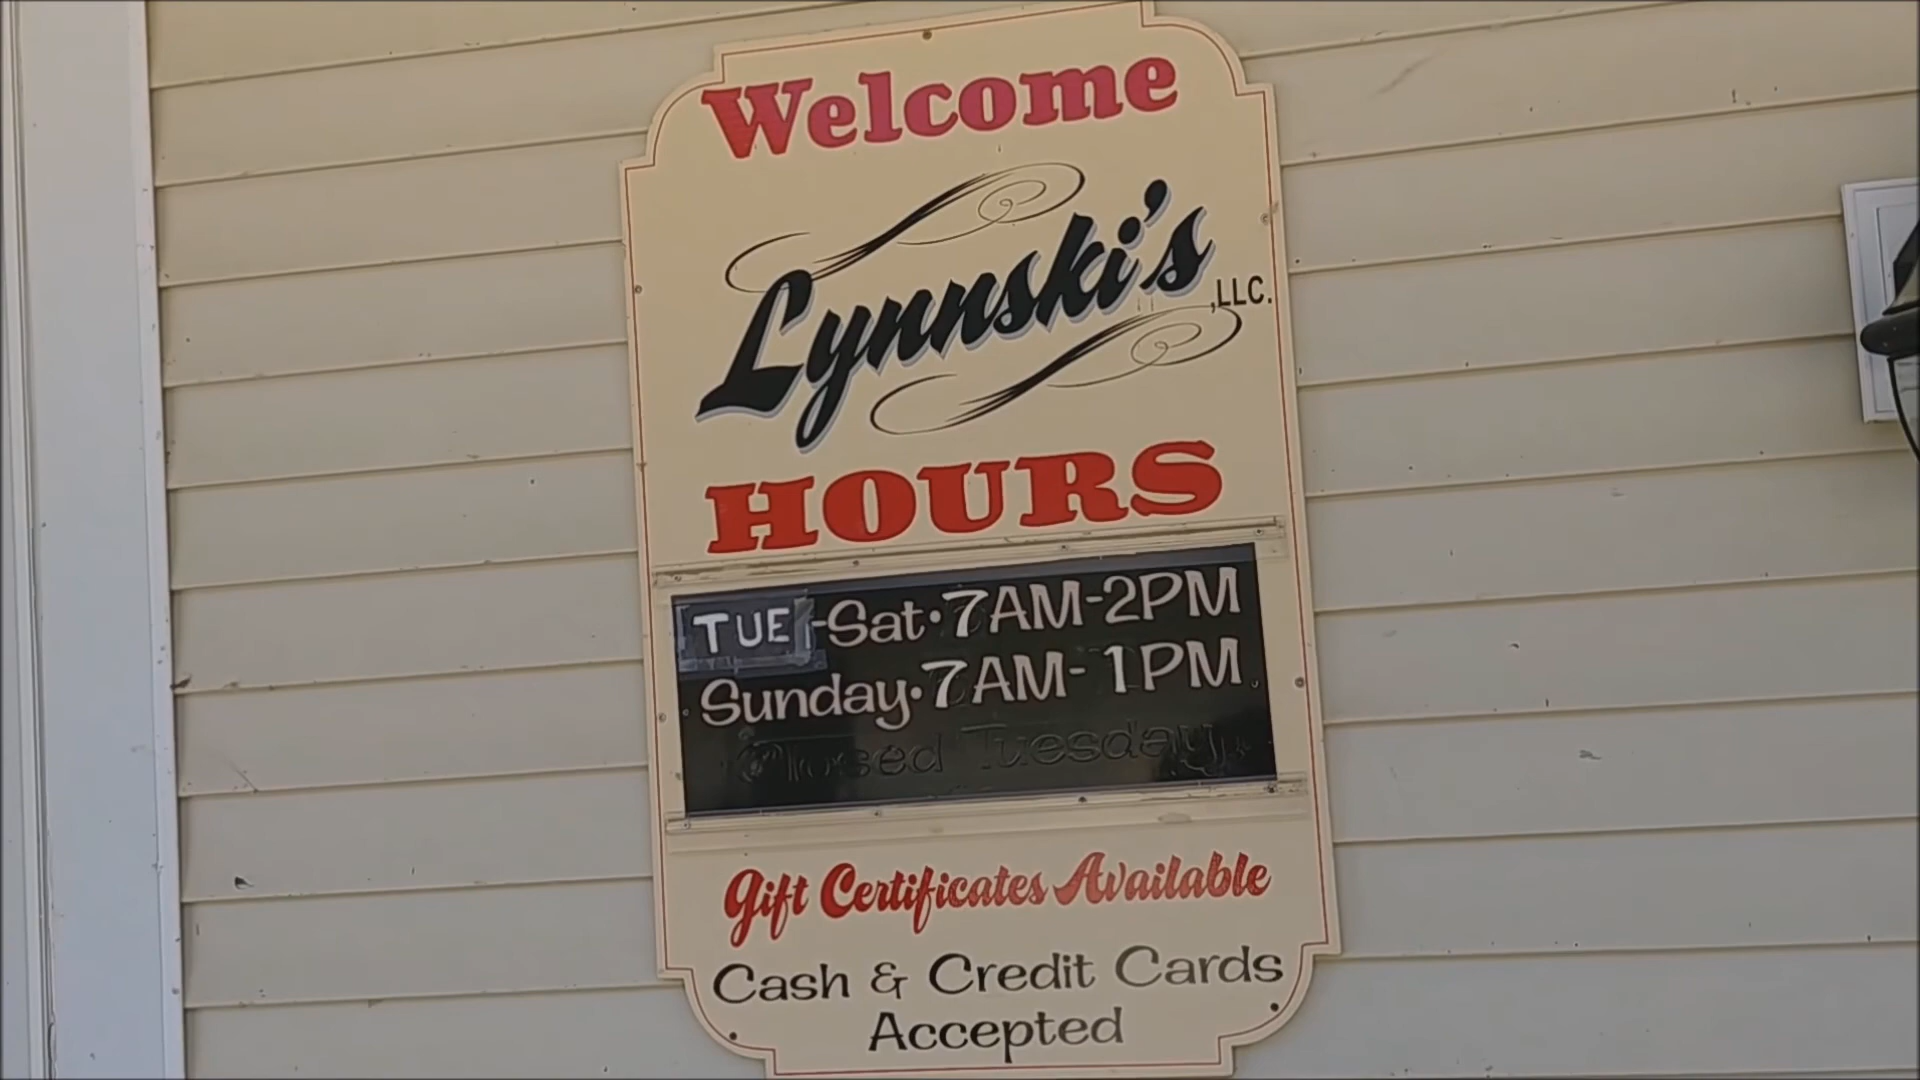 Welcome
Lynnski's
,LLC.
HOURS
TUE-Sat•7AM-2PM
Sunday•7AM-1PM
Closed Tuesday
Gift Certificates Available
Cash & Credit Cards
Accepted